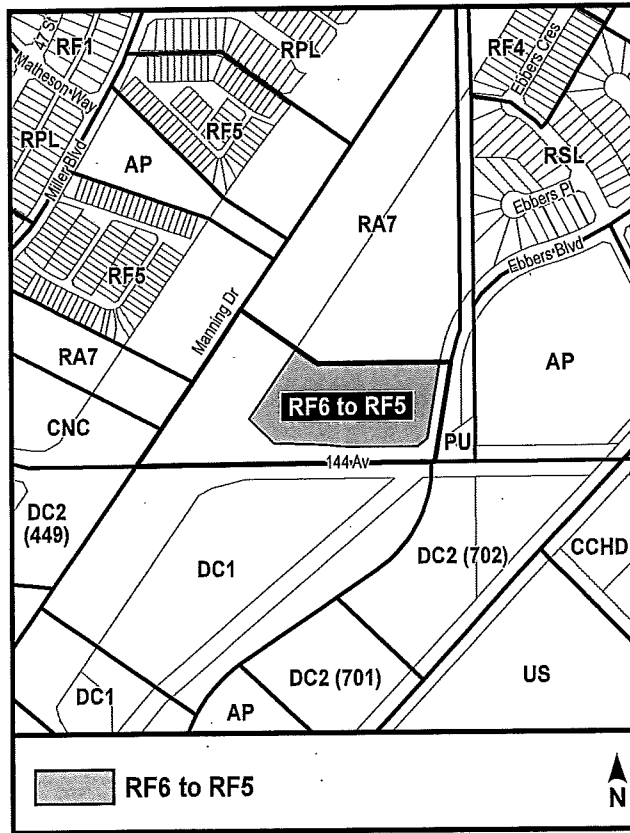 RF1
47 St
RPL
RF4
Ebbers Cres
Matheson Way
RPL
RF5
Miller Blvd
AP
RSL
Ebbers Pl
RA7
Ebbers Blvd
RF5
Manning Dr
RA7
AP
CNC
RF6 to RF5
PU
144 Av
DC2
(449)
DC1
DC2 (702)
CCHD
DC2 (701)
US
DC1
AP
RF6 to RF5
N